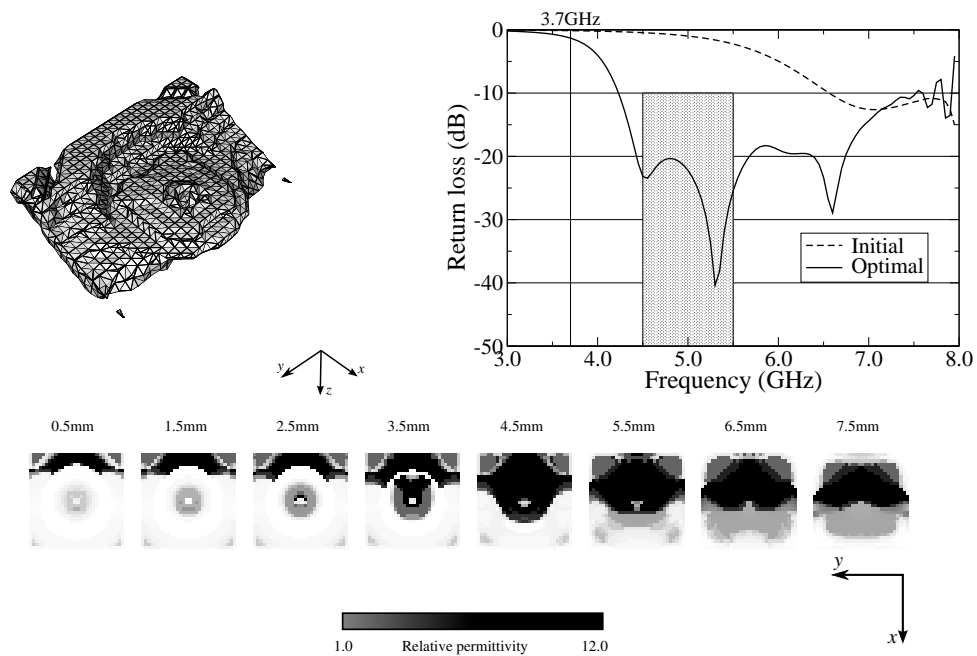 3.7GHz
Return loss (dB)
0
-10
-20
-30
-40
-50
Initial
Optimal
3.0 4.0 5.0 6.0 7.0 8.0
Frequency (GHz)
y x
z
0.5mm 1.5mm 2.5mm 3.5mm 4.5mm 5.5mm 6.5mm 7.5mm
y
x
1.0 Relative permittivity 12.0